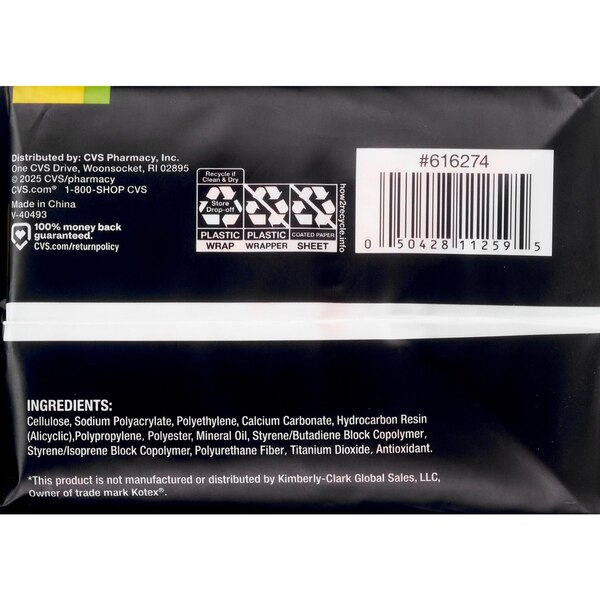 Distributed by: CVS Pharmacy, Inc.
One CVS Drive, Woonsocket, RI 02895
© 2025 CVS/pharmacy
CVS.com® 1-800-SHOP CVS
Made in China
V-40493
100% money back
guaranteed.
CVS.com/returnpolicy
Recycle if
Clean & Dry
Store
Drop-off
PLASTIC
WRAP
PLASTIC
WRAPPER
COATED PAPER
SHEET
how2recycle.info
#616274
0 50428 11259 5
INGREDIENTS:
Cellulose, Sodium Polyacrylate, Polyethylene, Calcium Carbonate, Hydrocarbon Resin
(Alicyclic),Polypropylene, Polyester, Mineral Oil, Styrene/Butadiene Block Copolymer,
Styrene/Isoprene Block Copolymer, Polyurethane Fiber, Titanium Dioxide, Antioxidant.
*This product is not manufactured or distributed by Kimberly-Clark Global Sales, LLC,
Owner of trade mark Kotex®.